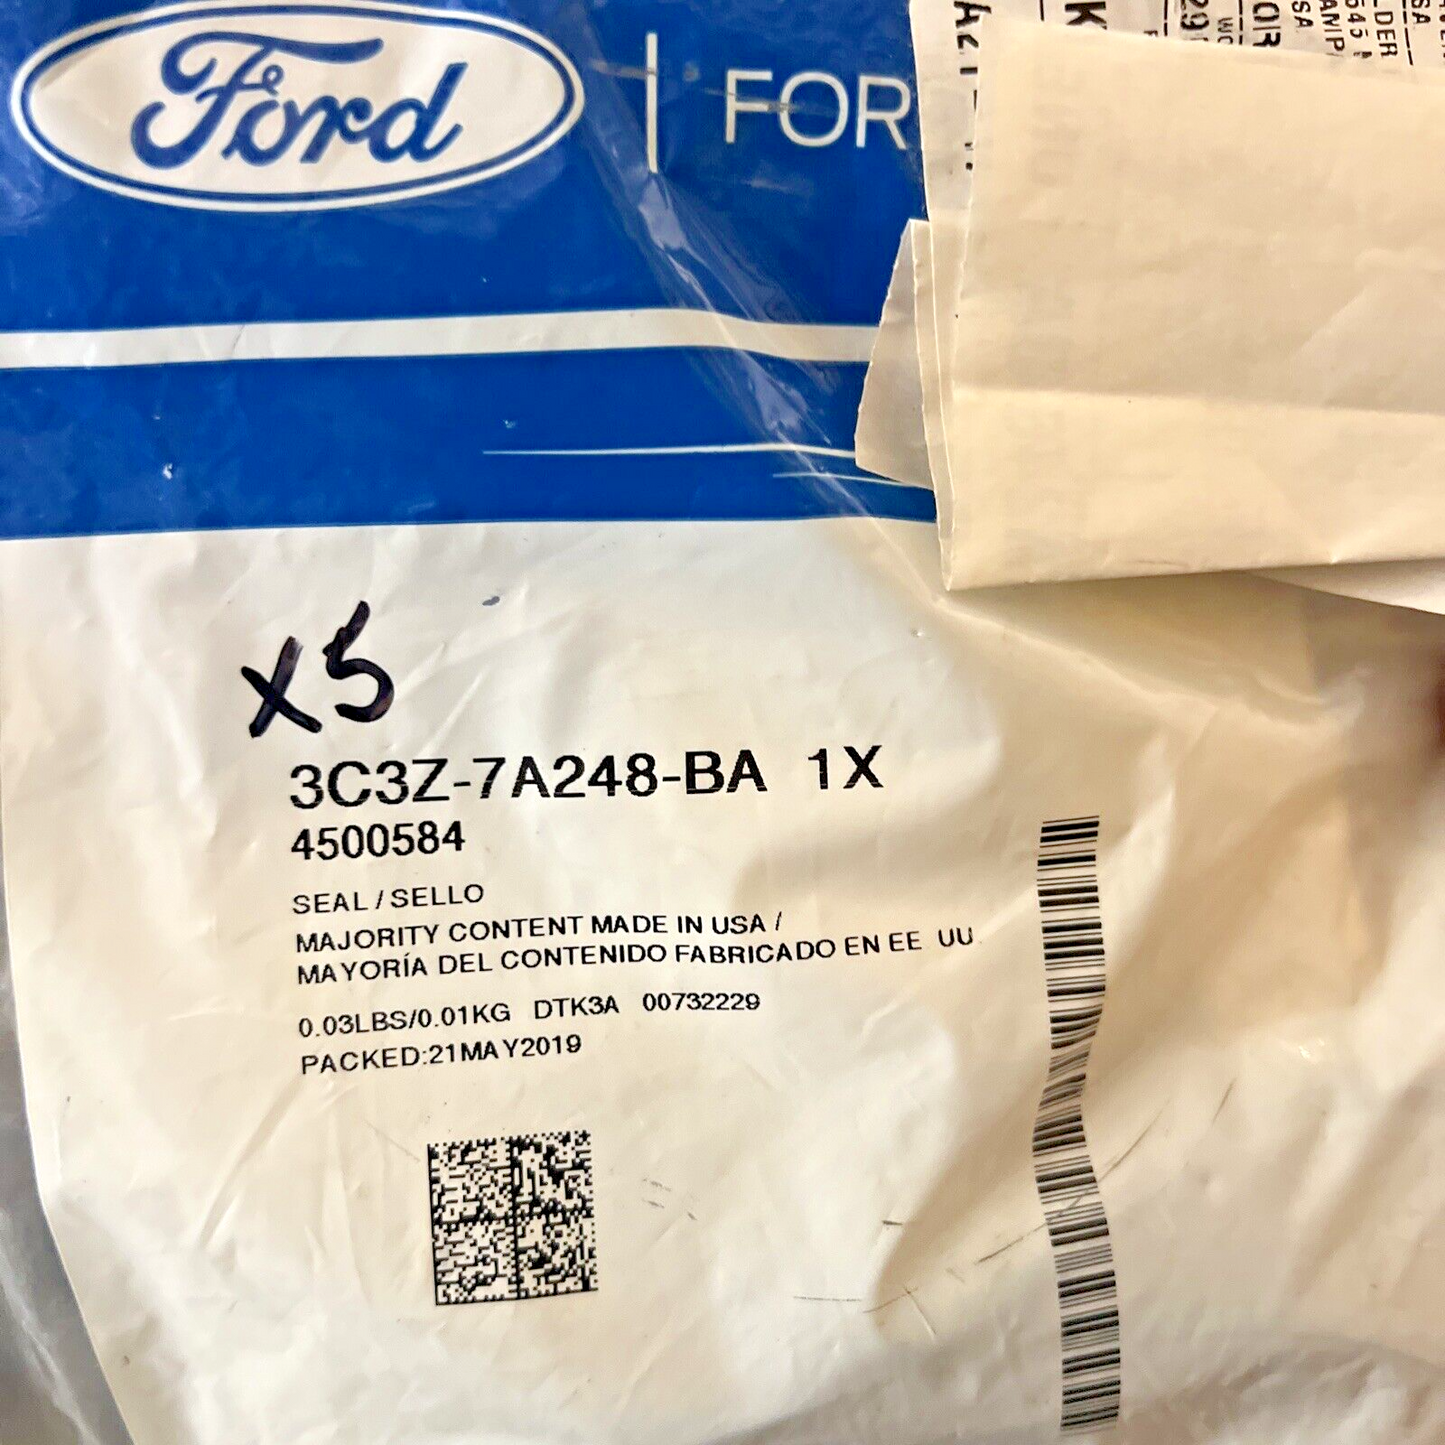 Ford | FOR
X5
3C3Z-7A248-BA 1X
4500584
SEAL / SELLO
MAJORITY CONTENT MADE IN USA /
MAYORÍA DEL CONTENIDO FABRICADO EN EE UU
0.03LBS/0.01KG DTK3A 00732229
PACKED:21MAY2019